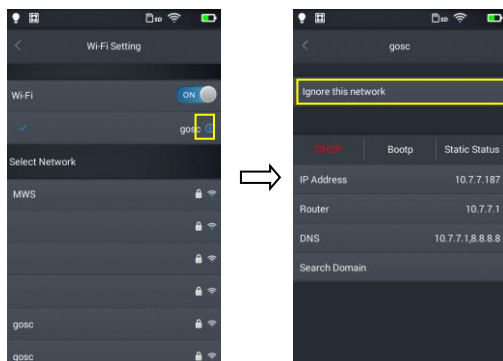 Wi-Fi Setting
Wi-Fi
ON
gosc
Select Network
MWS
gosc
gosc
gosc
Ignore this network
DHCP
Bootp
Static Status
IP Address
10.7.7.187
Router
10.7.7.1
DNS
10.7.7.1,8.8.8.8
Search Domain